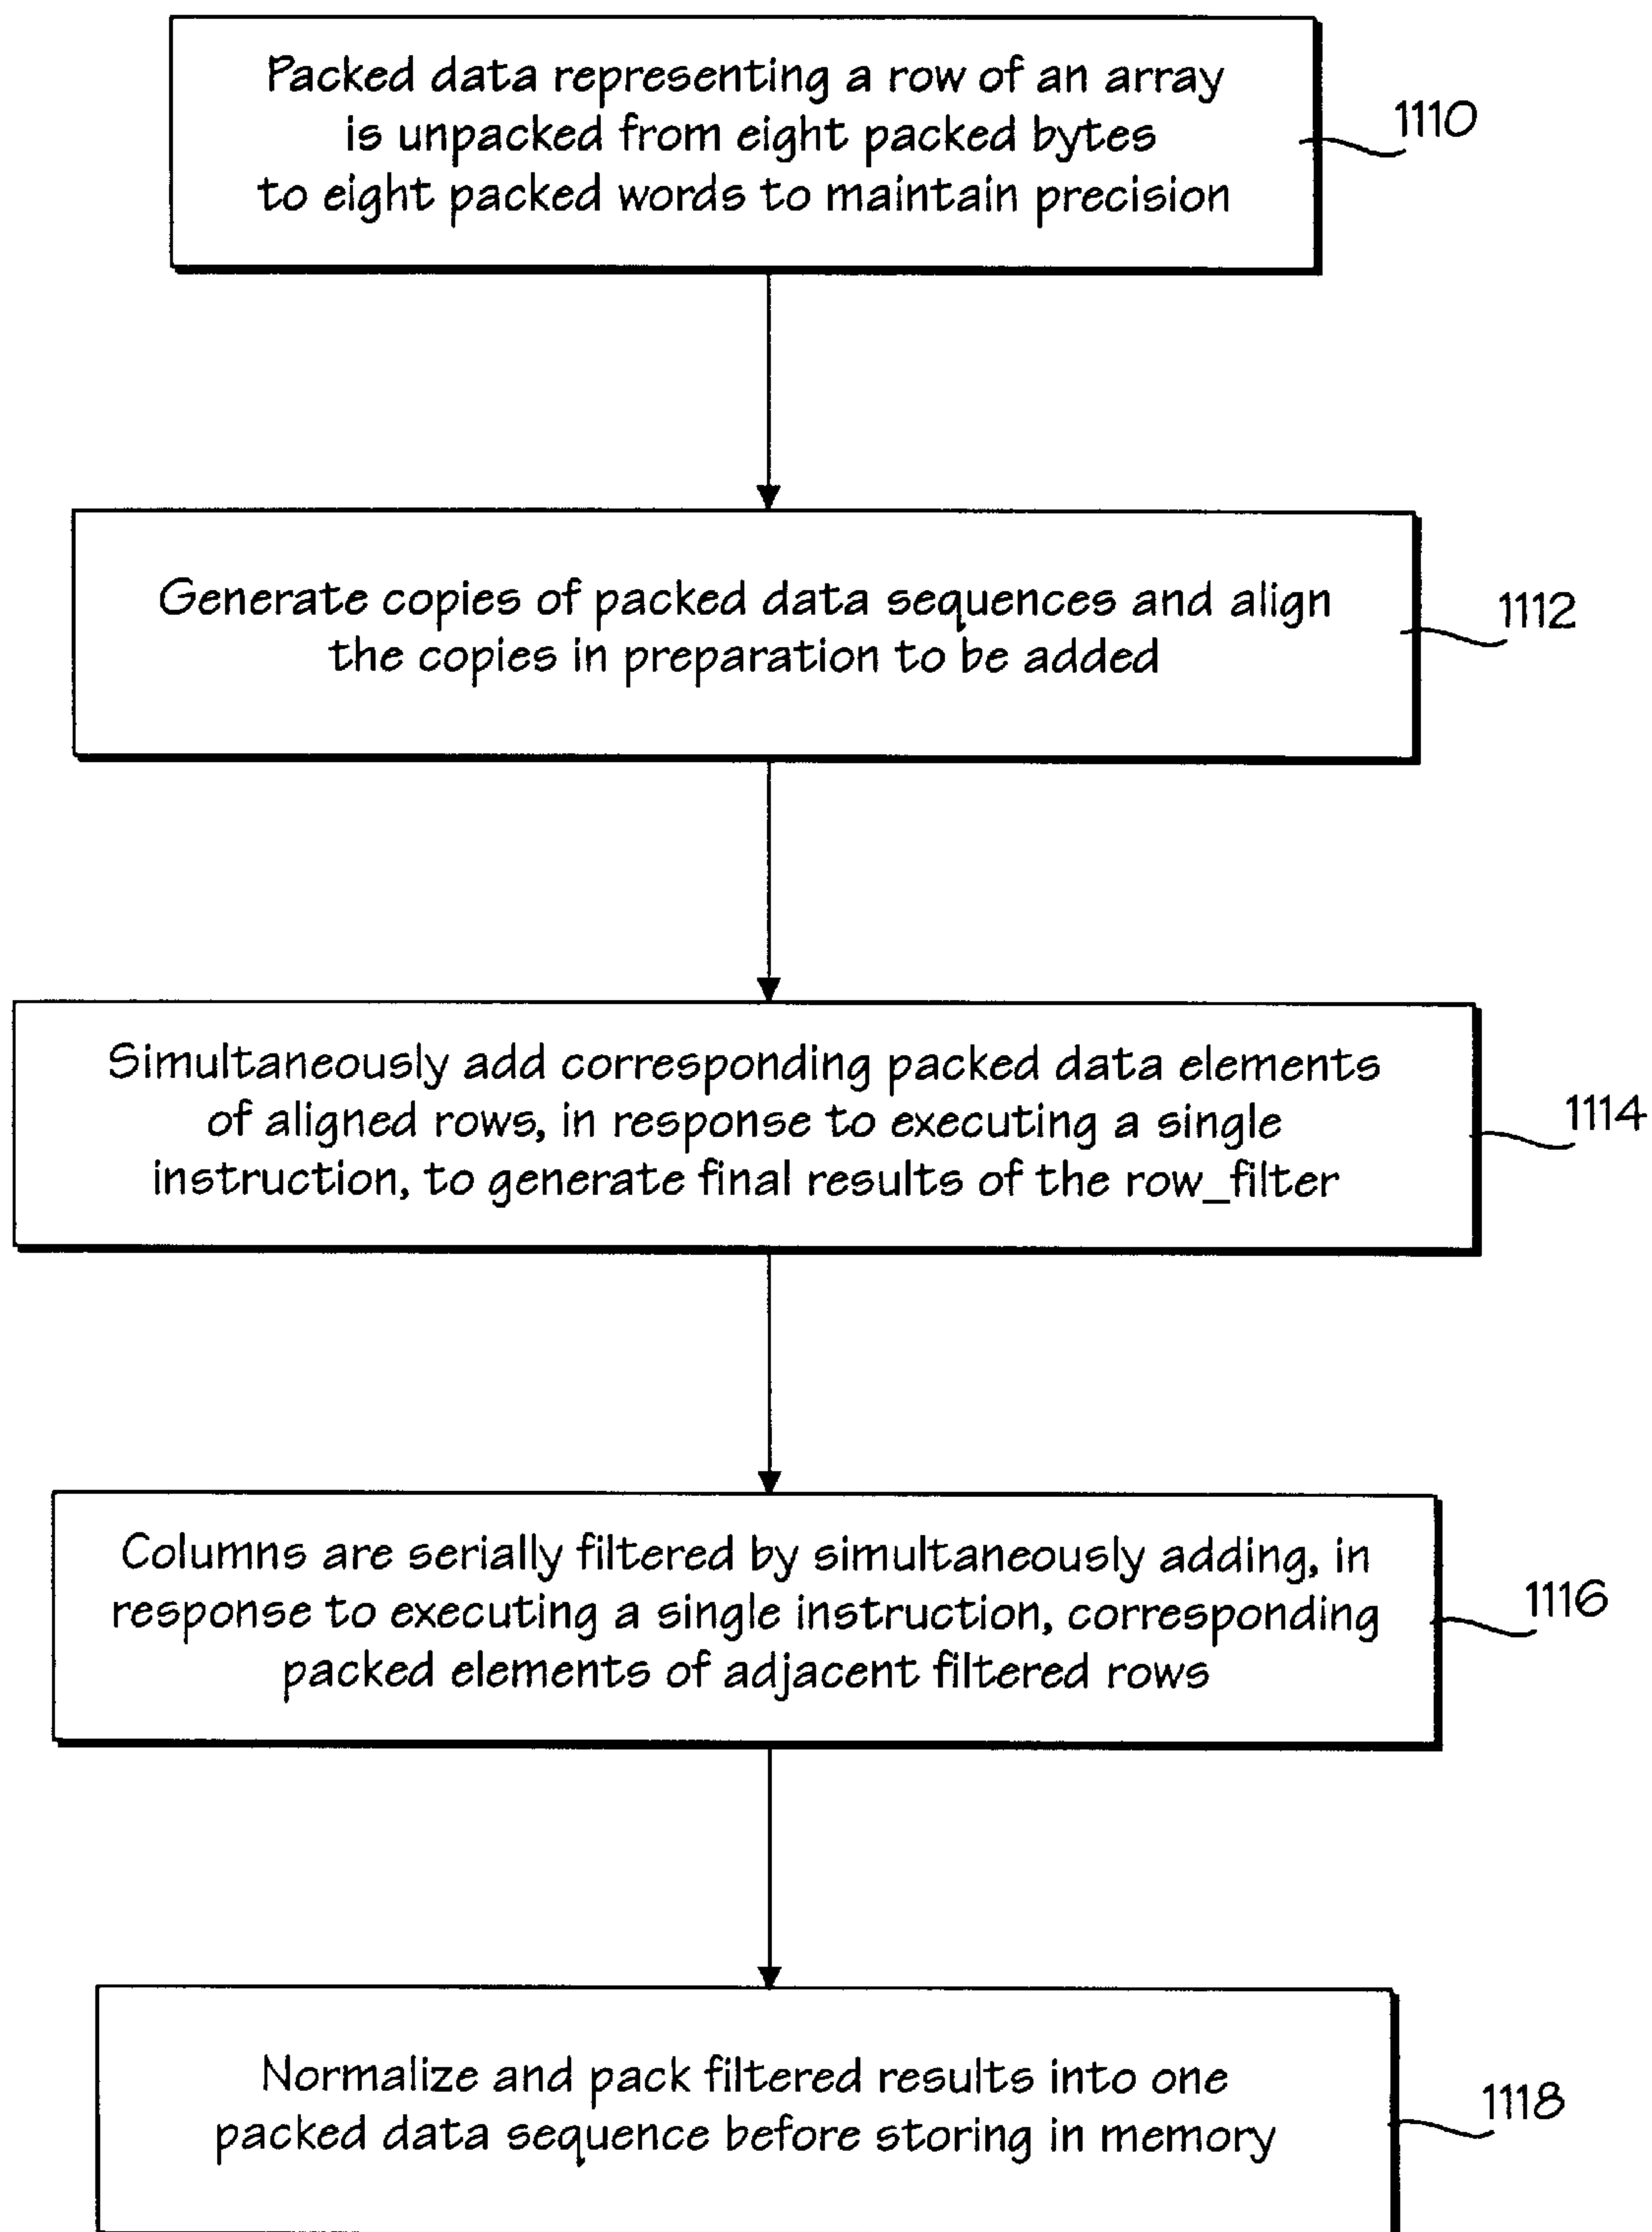 Packed data representing a row of an array
is unpacked from eight packed bytes
to eight packed words to maintain precision
1110
Generate copies of packed data sequences and align
the copies in preparation to be added
1112
Simultaneously add corresponding packed data elements
of aligned rows, in response to executing a single
instruction, to generate final results of the row_filter
1114
Columns are serially filtered by simultaneously adding, in
response to executing a single instruction, corresponding
packed elements of adjacent filtered rows
1116
Normalize and pack filtered results into one
packed data sequence before storing in memory
1118